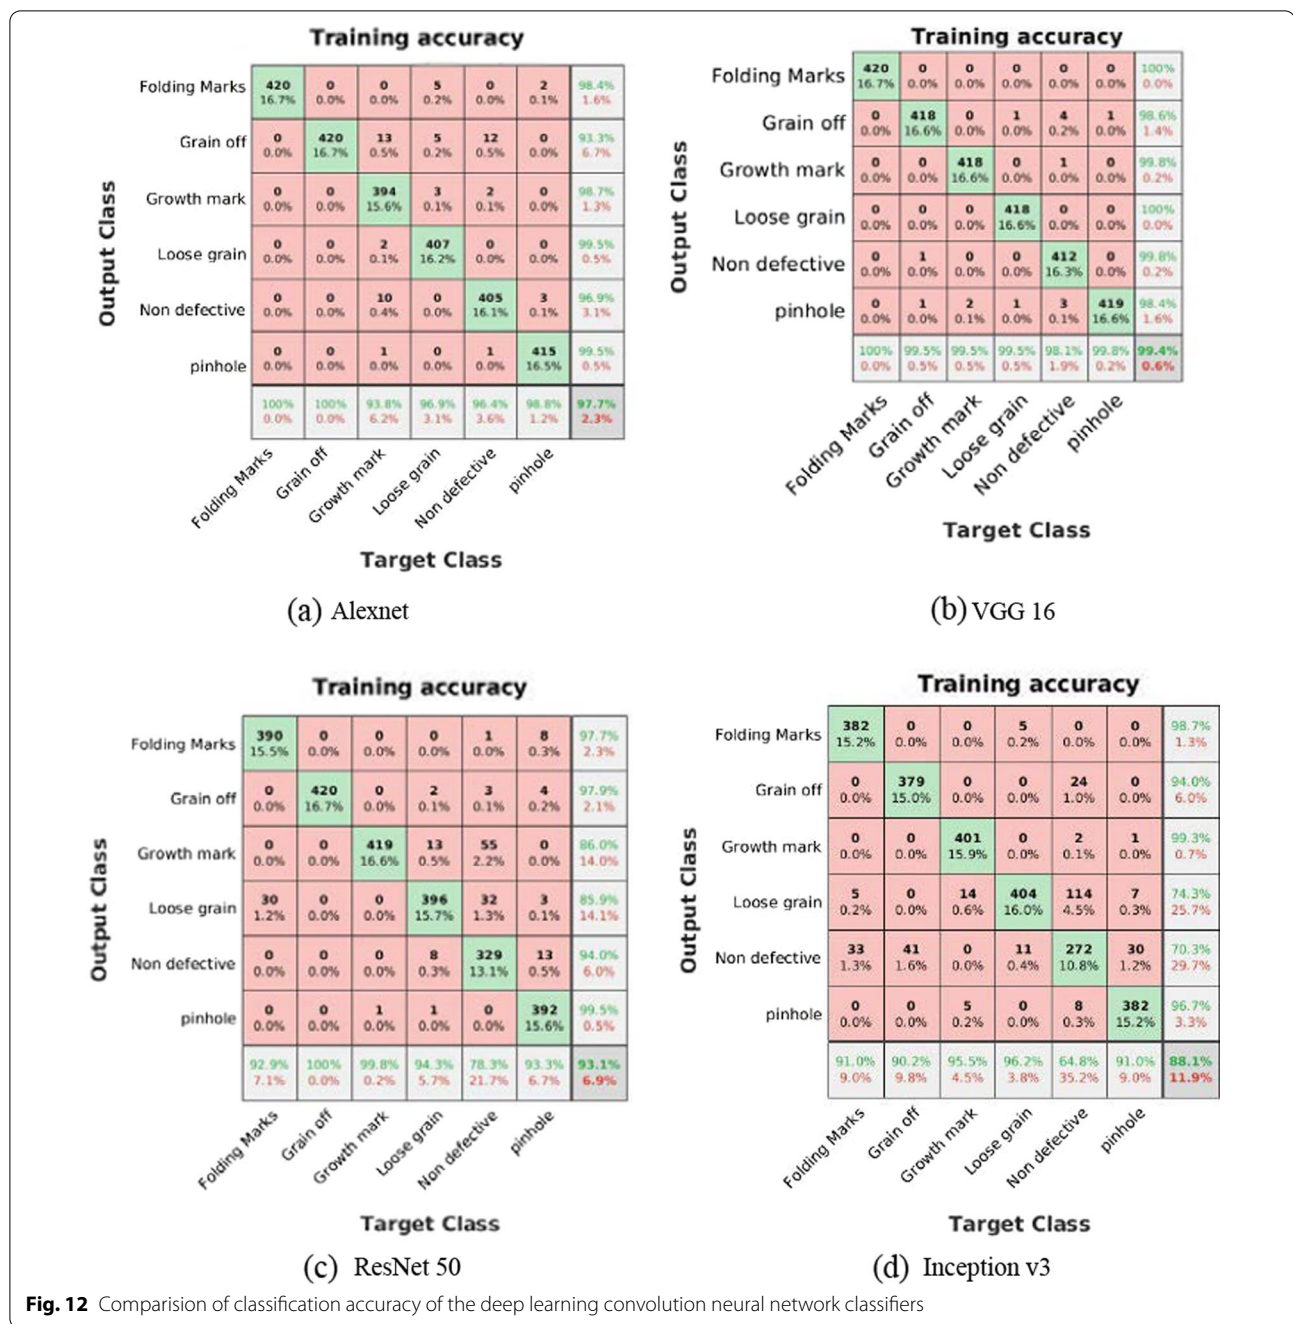 Training accuracy
Folding Marks 420 0 0 5 0 2 98.4%
16.7% 0.0% 0.0% 0.2% 0.0% 0.1% 1.6%
Grain off 0 420 13 5 12 0 93.3%
0.0% 16.7% 0.5% 0.2% 0.5% 0.0% 6.7%
Growth mark 0 0 394 3 2 0 98.7%
0.0% 0.0% 15.6% 0.1% 0.1% 0.0% 1.3%
Loose grain 0 0 2 407 0 0 99.5%
0.0% 0.0% 0.1% 16.2% 0.0% 0.0% 0.5%
Non defective 0 0 10 0 405 3 96.9%
0.0% 0.0% 0.4% 0.0% 16.1% 0.1% 3.1%
pinhole 0 0 1 0 1 415 99.5%
0.0% 0.0% 0.0% 0.0% 0.0% 16.5% 0.5%
100% 100% 93.8% 96.9% 96.4% 98.8% 97.7%
0.0% 0.0% 6.2% 3.1% 3.6% 1.2% 2.3%
Output Class
Folding Marks
Grain off
Growth mark
Loose grain
Non defective
pinhole
Target Class
(a) Alexnet
Training accuracy
Folding Marks 420 0 0 0 0 0 100%
16.7% 0.0% 0.0% 0.0% 0.0% 0.0% 0.0%
Grain off 0 418 0 1 4 1 98.6%
0.0% 16.6% 0.0% 0.0% 0.2% 0.0% 1.4%
Growth mark 0 0 418 0 1 0 99.8%
0.0% 0.0% 16.6% 0.0% 0.0% 0.0% 0.2%
Loose grain 0 0 0 418 0 0 100%
0.0% 0.0% 0.0% 16.6% 0.0% 0.0% 0.0%
Non defective 0 1 0 0 412 0 99.8%
0.0% 0.0% 0.0% 0.0% 16.3% 0.0% 0.2%
pinhole 0 1 2 1 3 419 98.4%
0.0% 0.0% 0.1% 0.0% 0.1% 16.6% 1.6%
100% 99.5% 99.5% 99.5% 98.1% 99.8% 99.4%
0.0% 0.5% 0.5% 0.5% 1.9% 0.2% 0.6%
Output Class
Folding Marks
Grain off
Growth mark
Loose grain
Non defective
pinhole
Target Class
(b) VGG 16
Training accuracy
Folding Marks 390 0 0 0 1 8 97.7%
15.5% 0.0% 0.0% 0.0% 0.0% 0.3% 2.3%
Grain off 0 420 0 2 3 4 97.9%
0.0% 16.7% 0.0% 0.1% 0.1% 0.2% 2.1%
Growth mark 0 0 419 13 55 0 86.0%
0.0% 0.0% 16.6% 0.5% 2.2% 0.0% 14.0%
Loose grain 30 0 0 396 32 3 85.9%
1.2% 0.0% 0.0% 15.7% 1.3% 0.1% 14.1%
Non defective 0 0 0 8 329 13 94.0%
0.0% 0.0% 0.0% 0.3% 13.1% 0.5% 6.0%
pinhole 0 0 1 1 0 392 99.5%
0.0% 0.0% 0.0% 0.0% 0.0% 15.6% 0.5%
92.9% 100% 99.8% 94.3% 78.3% 93.3% 93.1%
7.1% 0.0% 0.2% 5.7% 21.7% 6.7% 6.9%
Output Class
Folding Marks
Grain off
Growth mark
Loose grain
Non defective
pinhole
Target Class
(c) ResNet 50
Training accuracy
Folding Marks 382 0 0 5 0 0 98.7%
15.2% 0.0% 0.0% 0.2% 0.0% 0.0% 1.3%
Grain off 0 379 0 0 24 0 94.0%
0.0% 15.0% 0.0% 0.0% 1.0% 0.0% 6.0%
Growth mark 0 0 401 0 2 1 99.3%
0.0% 0.0% 15.9% 0.0% 0.1% 0.0% 0.7%
Loose grain 5 0 14 404 114 7 74.3%
0.2% 0.0% 0.6% 16.0% 4.5% 0.3% 25.7%
Non defective 33 41 0 11 272 30 70.3%
1.3% 1.6% 0.0% 0.4% 10.8% 1.2% 29.7%
pinhole 0 0 5 0 8 382 96.7%
0.0% 0.0% 0.2% 0.0% 0.3% 15.2% 3.3%
91.0% 90.2% 95.5% 96.2% 64.8% 91.0% 88.1%
9.0% 9.8% 4.5% 3.8% 35.2% 9.0% 11.9%
Output Class
Folding Marks
Grain off
Growth mark
Loose grain
Non defective
pinhole
Target Class
(d) Inception v3
Fig. 12 Comparision of classification accuracy of the deep learning convolution neural network classifiers